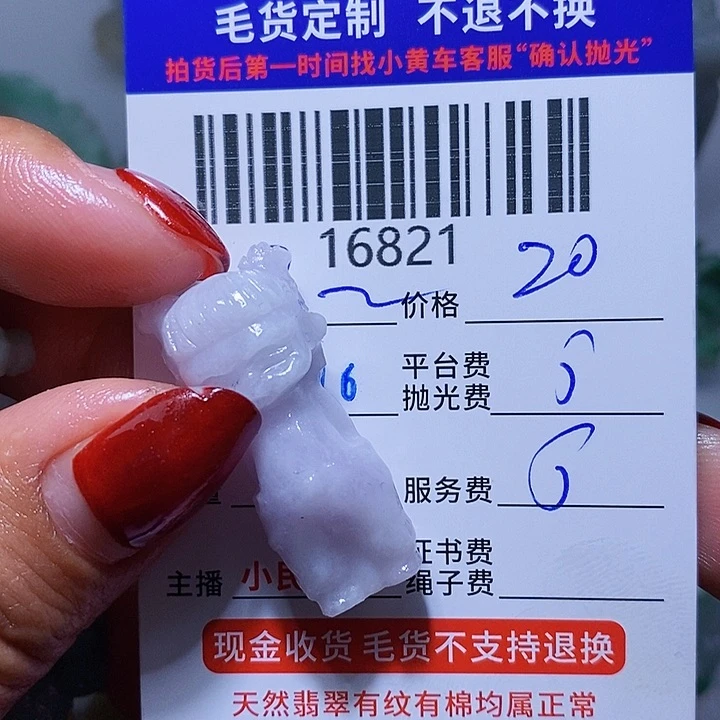 毛货定制 不退不换
拍货后第一时间找小黄车客服“确认抛光”
16821
价格 20
16 平台费
抛光费
服务费 6
证书费
主播 小 绳子费
现金收货 毛货不支持退换
天然翡翠有纹有棉均属正常